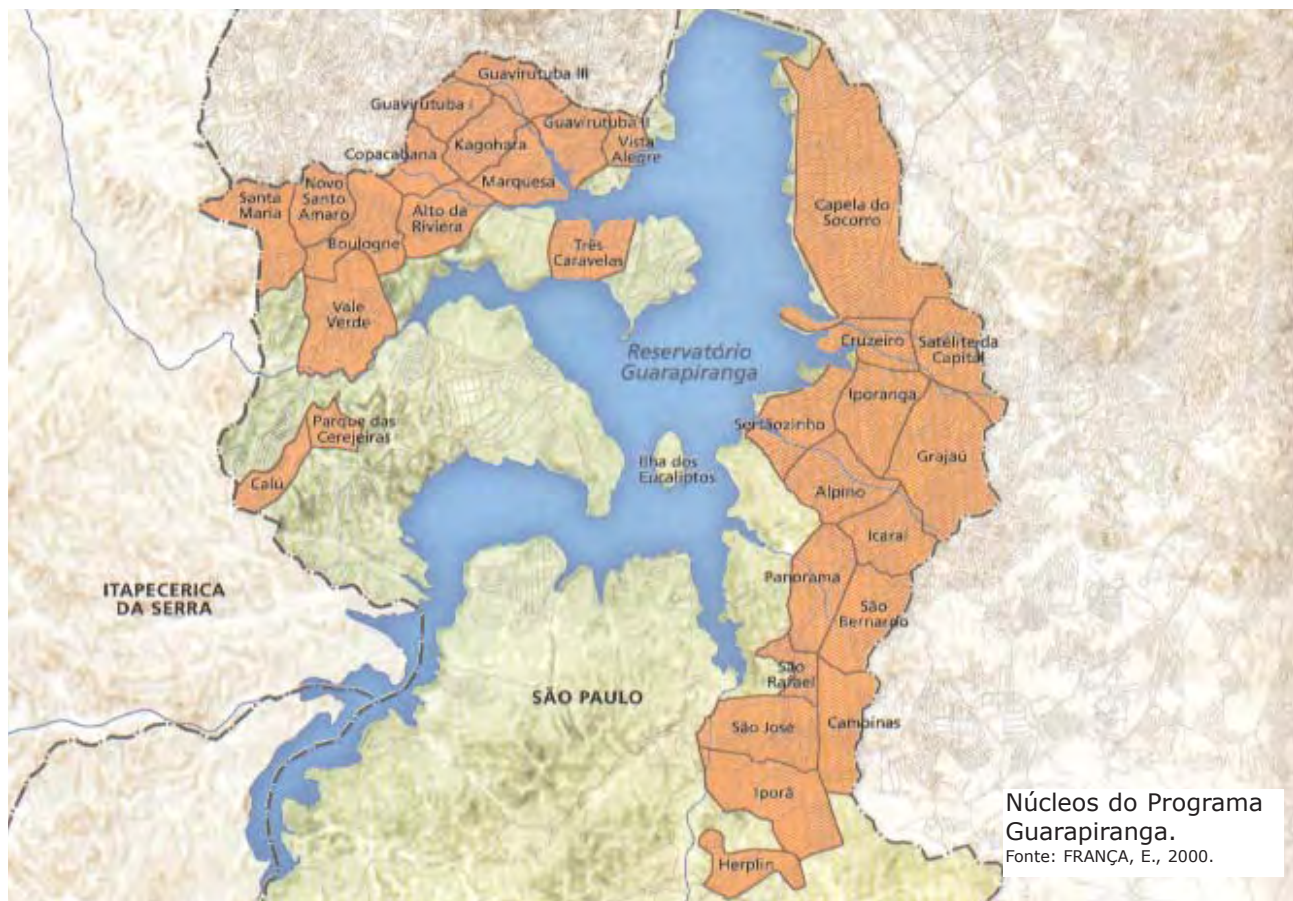 Guavirutuba III
Guavirutuba I
Guavirutuba II
Vista
Alegre
Kagohara
Copacabana
Marquesa
Santa
Maria
Novo
Santo
Amaro
Alto da
Riviera
Boulogne
Capela do
Socorro
Três
Caravelas
Vale
Verde
Cruzeiro
Satélite da
Capital
Reservatório
Guarapiranga
Iporanga
Parque das
Cerejeiras
Sertãozinho
Grajaú
Ilha dos
Eucaliptos
Calú
Alpino
Icaraí
Panorama
ITAPECERICA
DA SERRA
São
Bernardo
São
Rafael
SÃO PAULO
São José
Campinas
Iporã
Herplin
Núcleos do Programa
Guarapiranga.
Fonte: FRANÇA, E., 2000.